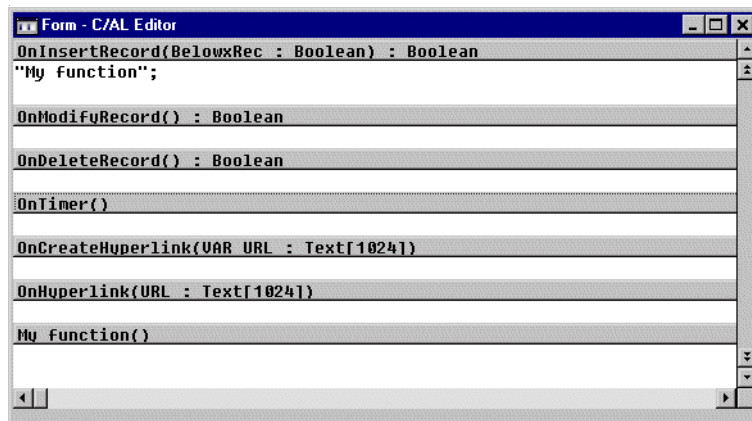 Form - C/AL Editor
OnInsertRecord(BelowxRec : Boolean) : Boolean
"My function";
OnModifyRecord() : Boolean
OnDeleteRecord() : Boolean
OnTimer()
OnCreateHyperlink(VAR URL : Text[1024])
OnHyperlink(URL : Text[1024])
My function()